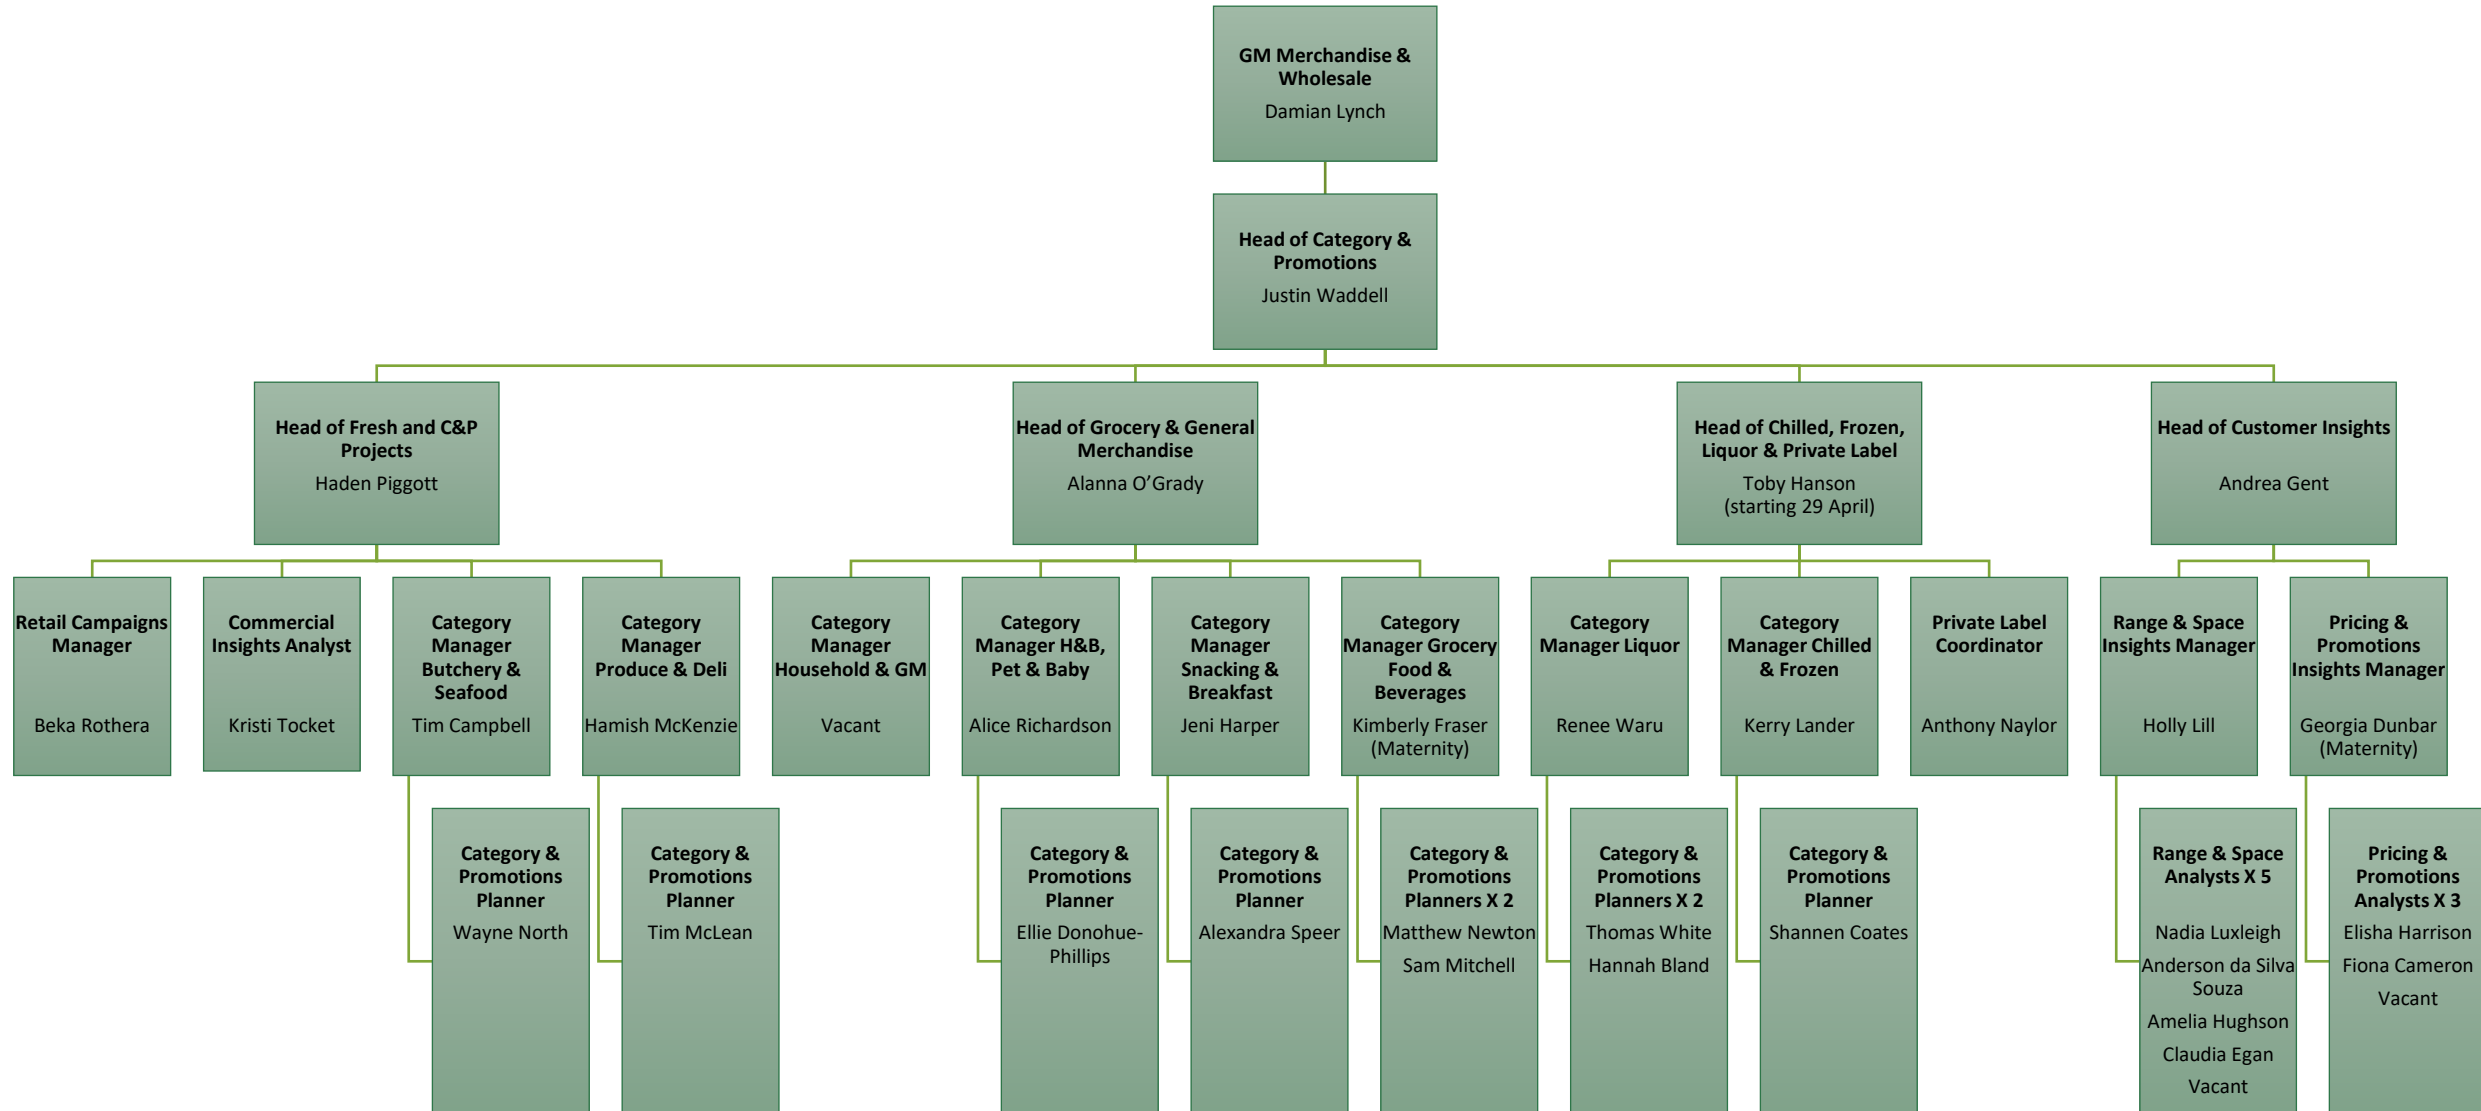 GM Merchandise &
Wholesale
Damian Lynch
Head of Category &
Promotions
Justin Waddell
Head of Fresh and C&P
Projects
Haden Piggott
Head of Grocery & General
Merchandise
Alanna O’Grady
Head of Chilled, Frozen,
Liquor & Private Label
Toby Hanson
(starting 29 April)
Head of Customer Insights
Andrea Gent
Retail Campaigns
Manager
Beka Rothera
Commercial
Insights Analyst
Kristi Tocket
Category
Manager
Butchery &
Seafood
Tim Campbell
Category
Manager
Produce & Deli
Hamish McKenzie
Category
Manager
Household & GM
Vacant
Category
Manager H&B,
Pet & Baby
Alice Richardson
Category
Manager
Snacking &
Breakfast
Jeni Harper
Category
Manager Grocery
Food &
Beverages
Kimberly Fraser
(Maternity)
Category
Manager Liquor
Renee Waru
Category
Manager Chilled
& Frozen
Kerry Lander
Private Label
Coordinator
Anthony Naylor
Range & Space
Insights Manager
Holly Lill
Pricing &
Promotions
Insights Manager
Georgia Dunbar
(Maternity)
Category &
Promotions
Planner
Wayne North
Category &
Promotions
Planner
Tim McLean
Category &
Promotions
Planner
Ellie Donohue-
Phillips
Category &
Promotions
Planner
Alexandra Speer
Category &
Promotions
Planners X 2
Matthew Newton
Sam Mitchell
Category &
Promotions
Planners X 2
Thomas White
Hannah Bland
Category &
Promotions
Planner
Shannen Coates
Range & Space
Analysts X 5
Nadia Luxleigh
Anderson da Silva
Souza
Amelia Hughson
Claudia Egan
Vacant
Pricing &
Promotions
Analysts X 3
Elisha Harrison
Fiona Cameron
Vacant